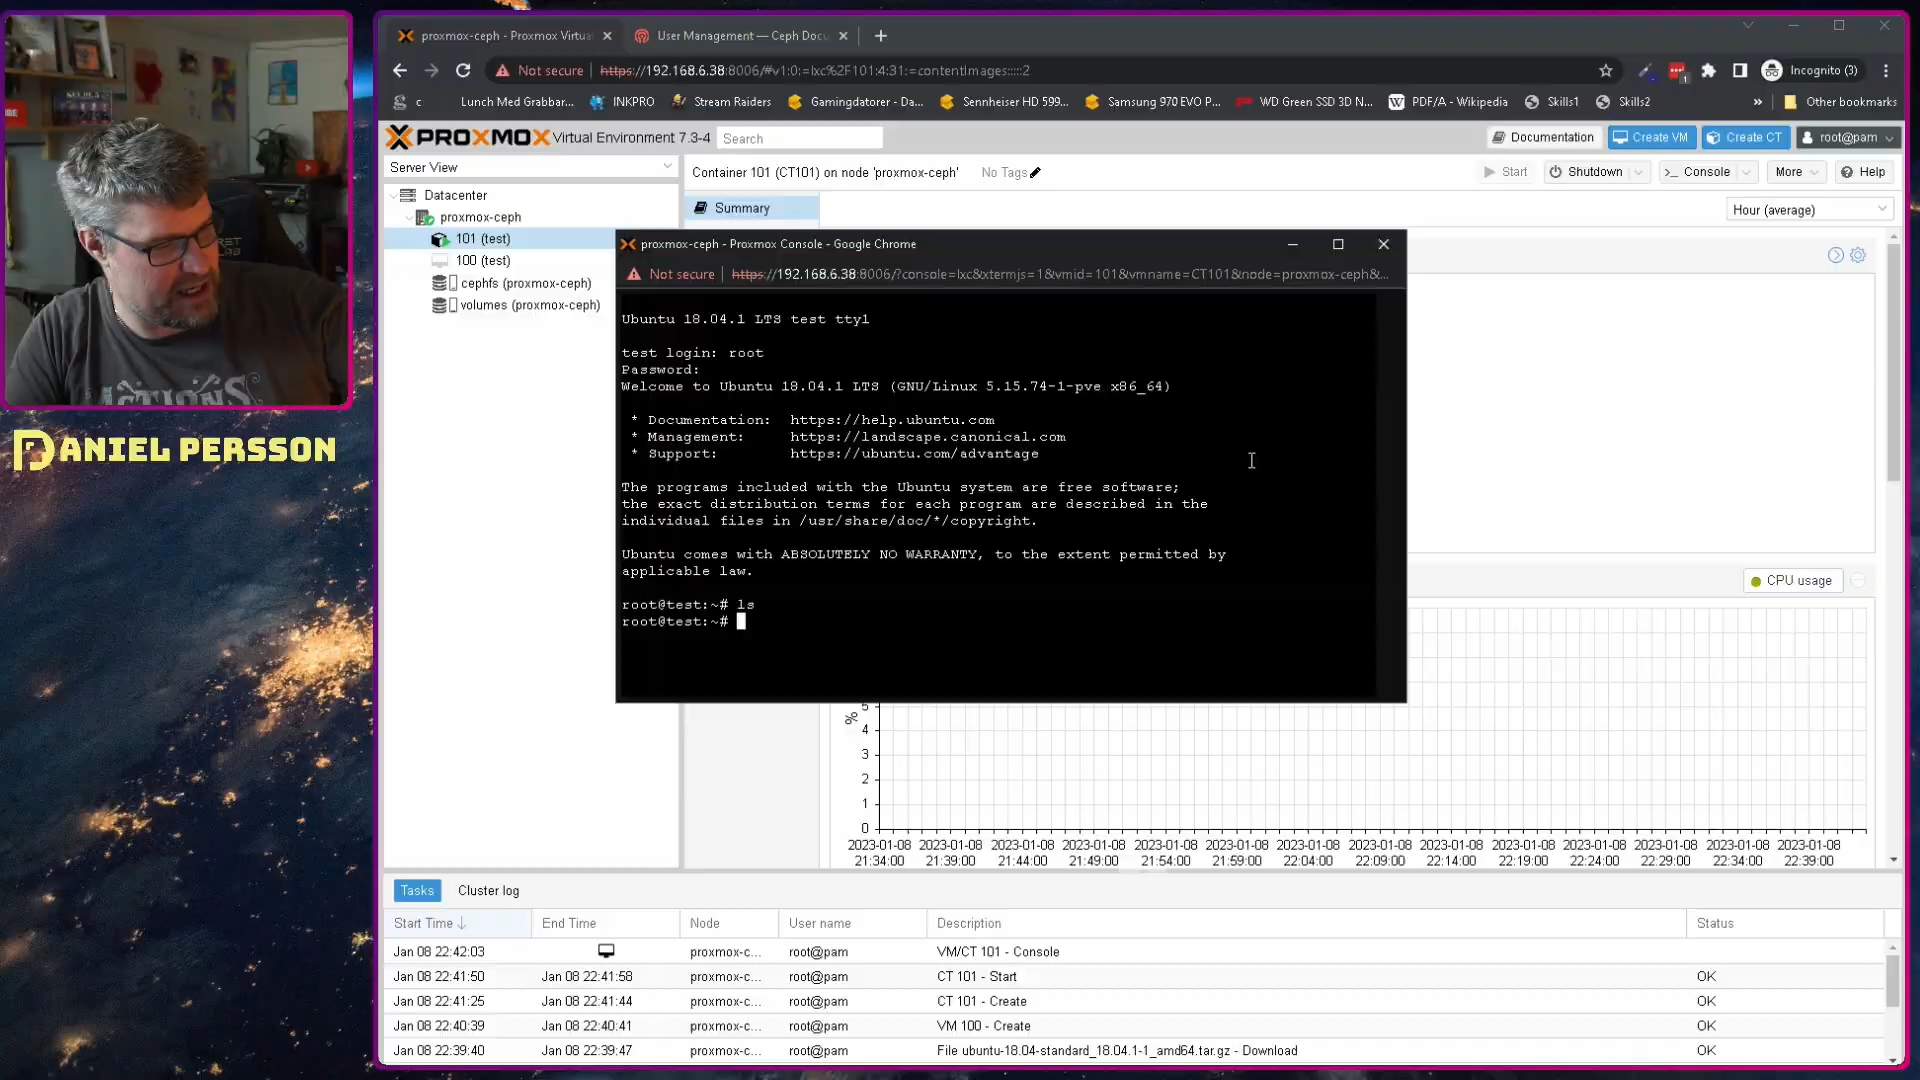 DANIEL PERSSON
proxmox-ceph - Proxmox Virtua
User Management — Ceph Docu
Not secure | https://192.168.6.38:8006/#v1:0:=lxc%2F101:4:31:=contentImages:::::2
Incognito (3)
c
Lunch Med Grabbar...
INKPRO
Stream Raiders
Gamingdatorer - Da...
Sennheiser HD 599...
Samsung 970 EVO P...
WD Green SSD 3D N...
PDF/A - Wikipedia
Skills1
Skills2
»
Other bookmarks
PROXMOX Virtual Environment 7.3-4
Search
Documentation
Create VM
Create CT
root@pam
Server View
Container 101 (CT101) on node 'proxmox-ceph'
No Tags
Start
Shutdown
>_ Console
More
Help
Datacenter
proxmox-ceph
101 (test)
100 (test)
cephfs (proxmox-ceph)
volumes (proxmox-ceph)
Summary
Hour (average)
proxmox-ceph - Proxmox Console - Google Chrome
Not secure | https://192.168.6.38:8006/?console=lxc&xtermjs=1&vmid=101&vmname=CT101&node=proxmox-ceph&...
Ubuntu 18.04.1 LTS test tty1
test login: root
Password:
Welcome to Ubuntu 18.04.1 LTS (GNU/Linux 5.15.74-1-pve x86_64)
* Documentation: https://help.ubuntu.com
* Management: https://landscape.canonical.com
* Support: https://ubuntu.com/advantage
The programs included with the Ubuntu system are free software;
the exact distribution terms for each program are described in the
individual files in /usr/share/doc/*/copyright.
Ubuntu comes with ABSOLUTELY NO WARRANTY, to the extent permitted by
applicable law.
root@test:~# ls
root@test:~#
CPU usage
%
5
4
3
2
1
0
2023-01-08 2023-01-08 2023-01-08 2023-01-08 2023-01-08 2023-01-08 2023-01-08 2023-01-08 2023-01-08 2023-01-08 2023-01-08 2023-01-08 2023-01-08 2023-01-08
21:34:00 21:39:00 21:44:00 21:49:00 21:54:00 21:59:00 22:04:00 22:09:00 22:14:00 22:19:00 22:24:00 22:29:00 22:34:00 22:39:00
Tasks
Cluster log
Start Time End Time Node User name Description Status
Jan 08 22:42:03 proxmox-c... root@pam VM/CT 101 - Console
Jan 08 22:41:50 Jan 08 22:41:58 proxmox-c... root@pam CT 101 - Start OK
Jan 08 22:41:25 Jan 08 22:41:44 proxmox-c... root@pam CT 101 - Create OK
Jan 08 22:40:39 Jan 08 22:40:41 proxmox-c... root@pam VM 100 - Create OK
Jan 08 22:39:40 Jan 08 22:39:47 proxmox-c... root@pam File ubuntu-18.04-standard_18.04.1-1_amd64.tar.gz - Download OK